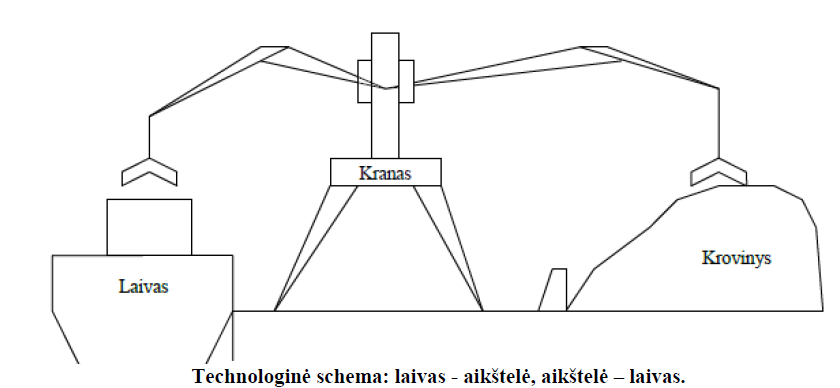 Kranas
Krovinys
Laivas
Technologinė schema: laivas - aikštelė, aikštelė – laivas.